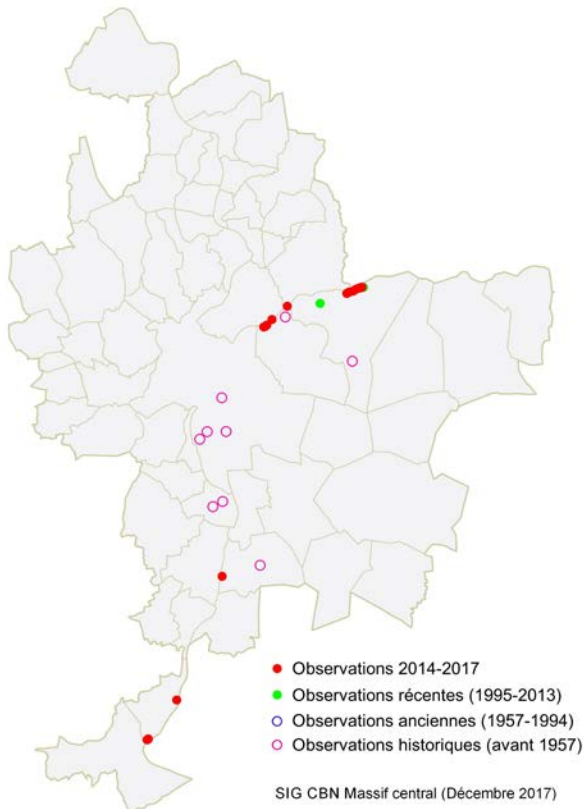 Observations 2014-2017
Observations récentes (1995-2013)
Observations anciennes (1957-1994)
Observations historiques (avant 1957)
SIG CBN Massif central (Décembre 2017)